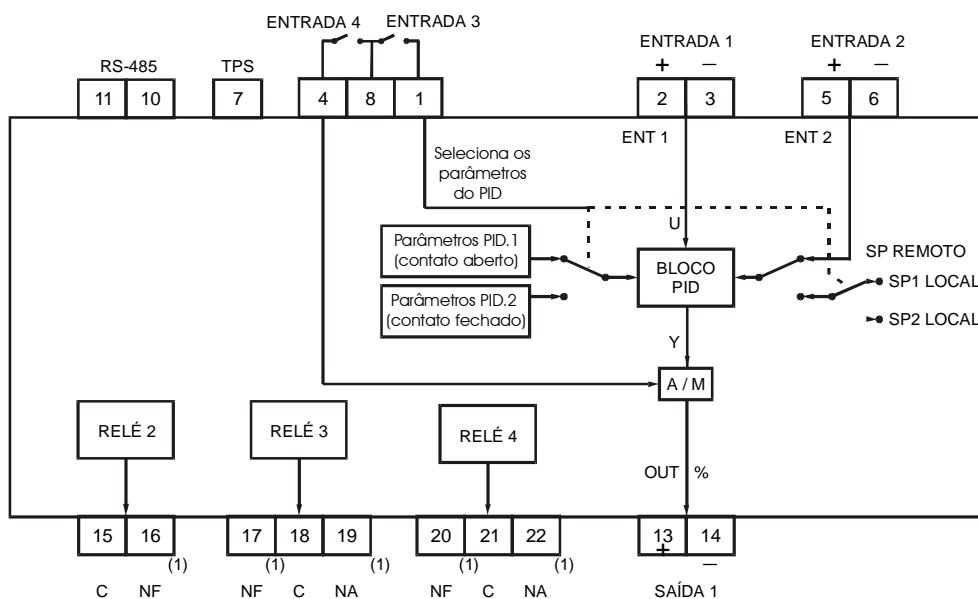 ENTRADA 4
ENTRADA 3
RS-485
TPS
ENTRADA 1
ENTRADA 2
+
–
+
–
11
10
7
4
8
1
2
3
5
6
Seleciona os
parâmetros
do PID
ENT 1
ENT 2
U
Parâmetros PID.1
(contato aberto)
BLOCO
PID
SP REMOTO
SP1 LOCAL
Parâmetros PID.2
(contato fechado)
SP2 LOCAL
Y
A / M
RELÉ 2
RELÉ 3
RELÉ 4
OUT
%
15
16
17
18
19
20
21
22
13
14
+
–
(1)
(1)
(1)
(1)
(1)
C
NF
NF
C
NA
NF
C
NA
SAÍDA 1